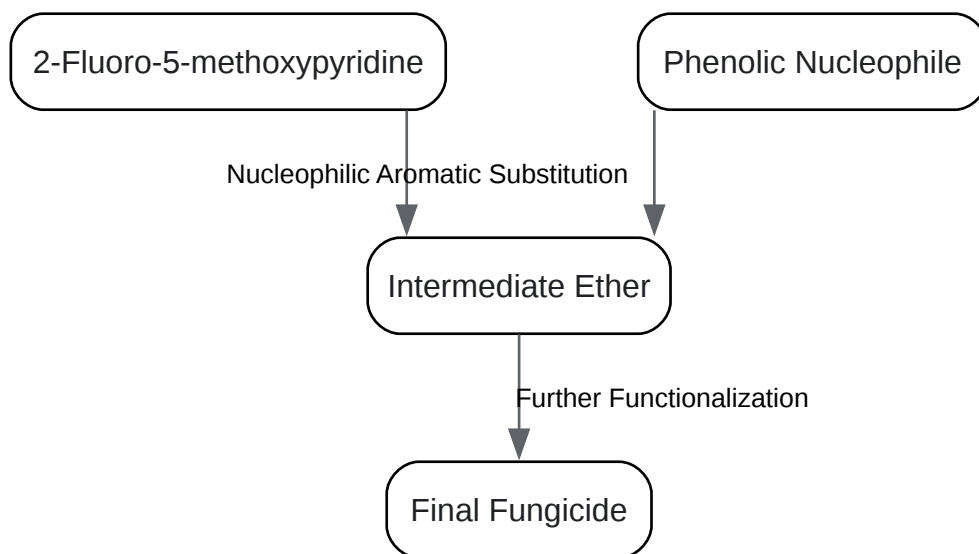 2-Fluoro-5-methoxypyridine
Phenolic Nucleophile
Nucleophilic Aromatic Substitution
Intermediate Ether
Further Functionalization
Final Fungicide